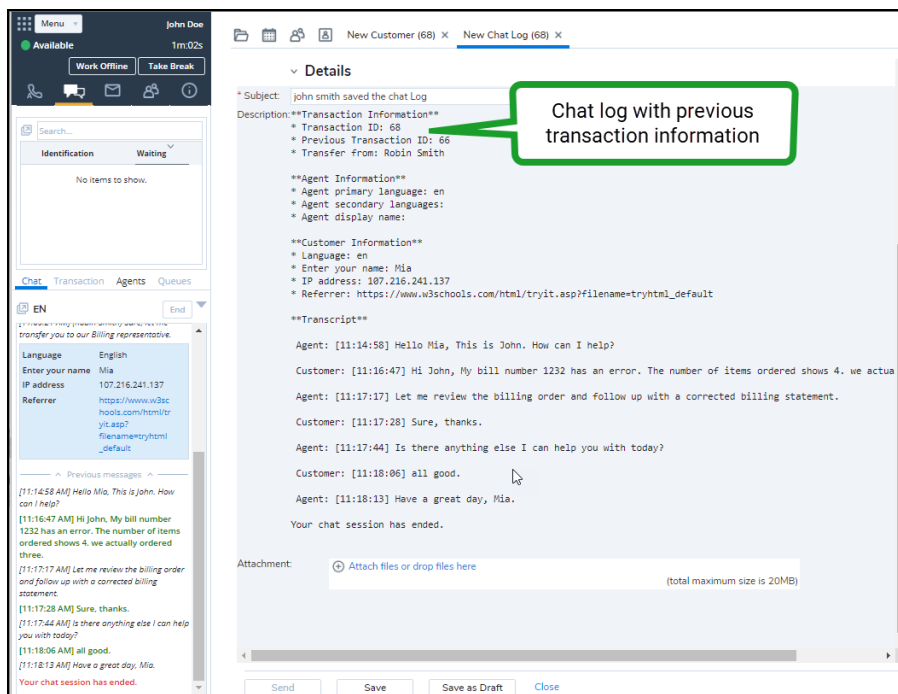 Menu
John Doe
Available
1m:02s
Work Offline
Take Break
Search...
Identification
Waiting
No items to show.
Chat
Transaction
Agents
Queues
EN
End
transfer you to our Billing representative.
Language English
Enter your name Mia
IP address 107.216.241.137
Referrer https://www.w3sc
hools.com/html/tr
yit.asp?
filename=tryhtml
_default
Previous messages
[11:14:58 AM] Hello Mia, This is John. How
can I help?
[11:16:47 AM] Hi John, My bill number
1232 has an error. The number of items
ordered shows 4. we actually ordered
three.
[11:17:17 AM] Let me review the billing order
and follow up with a corrected billing
statement.
[11:17:28 AM] Sure, thanks.
[11:17:44 AM] Is there anything else I can help
you with today?
[11:18:06 AM] all good.
[11:18:13 AM] Have a great day, Mia.
Your chat session has ended.
New Customer (68) ×
New Chat Log (68) ×
Details
* Subject: john smith saved the chat Log
Description: **Transaction Information**
* Transaction ID: 68
* Previous Transaction ID: 66
* Transfer from: Robin Smith
**Agent Information**
* Agent primary language: en
* Agent secondary languages:
* Agent display name:
**Customer Information**
* Language: en
* Enter your name: Mia
* IP address: 107.216.241.137
* Referrer: https://www.w3schools.com/html/tryit.asp?filename=tryhtml_default
**Transcript**
Agent: [11:14:58] Hello Mia, This is John. How can I help?
Customer: [11:16:47] Hi John, My bill number 1232 has an error. The number of items ordered shows 4. we actua
Agent: [11:17:17] Let me review the billing order and follow up with a corrected billing statement.
Customer: [11:17:28] Sure, thanks.
Agent: [11:17:44] Is there anything else I can help you with today?
Customer: [11:18:06] all good.
Agent: [11:18:13] Have a great day, Mia.
Your chat session has ended.
Chat log with previous
transaction information
Attachment:
Attach files or drop files here
(total maximum size is 20MB)
Send
Save
Save as Draft
Close